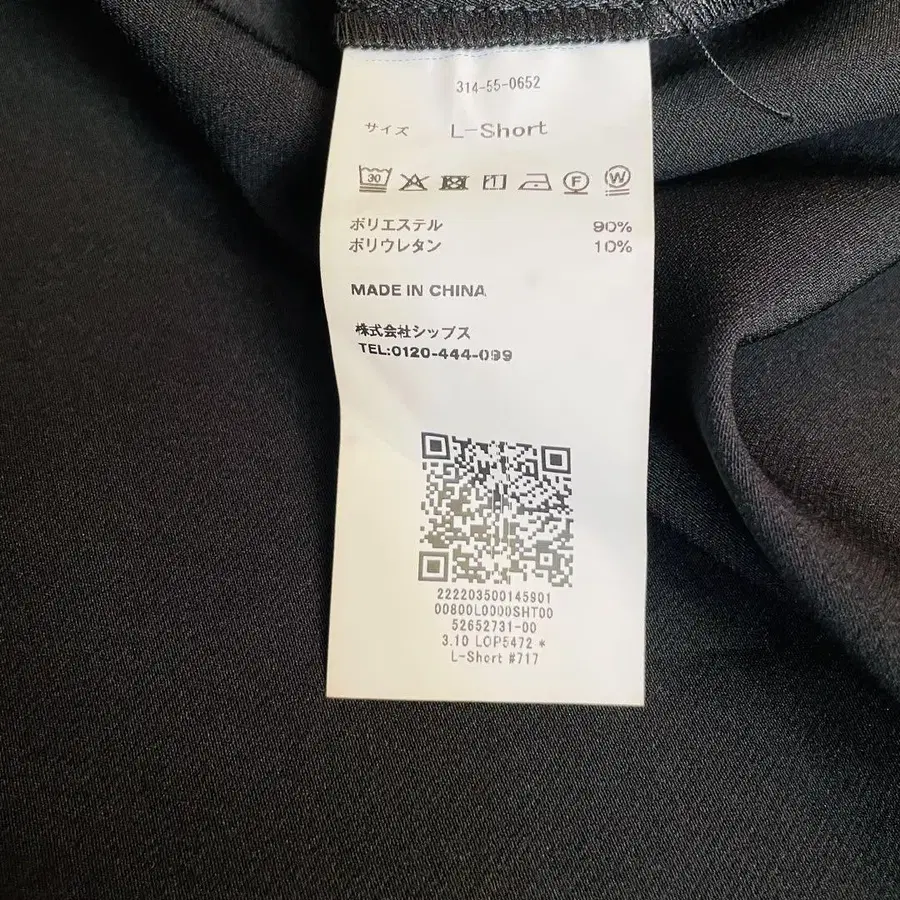 314-55-0652
サイズ L-Short
30 F W
ポリエステル 90%
ポリウレタン 10%
MADE IN CHINA
株式会社シップス
TEL:0120-444-099
222203500145901
00800L0000SHT00
52652731-00
3.10 LOP5472 *
L-Short #717